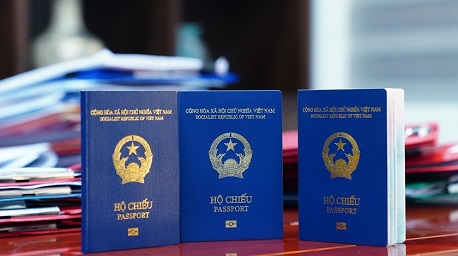 CỘNG HÒA XÃ HỘI CHỦ NGHĨA VIỆT NAM
SOCIALIST REPUBLIC OF VIET NAM
HỘ CHIẾU
PASSPORT
CỘNG HÒA XÃ HỘI CHỦ NGHĨA VIỆT NAM
SOCIALIST REPUBLIC OF VIET NAM
HỘ CHIẾU
PASSPORT
CỘNG HÒA XÃ HỘI CHỦ NGHĨA VIỆT NAM
SOCIALIST REPUBLIC OF VIET NAM
HỘ CHIẾU
PASSPORT